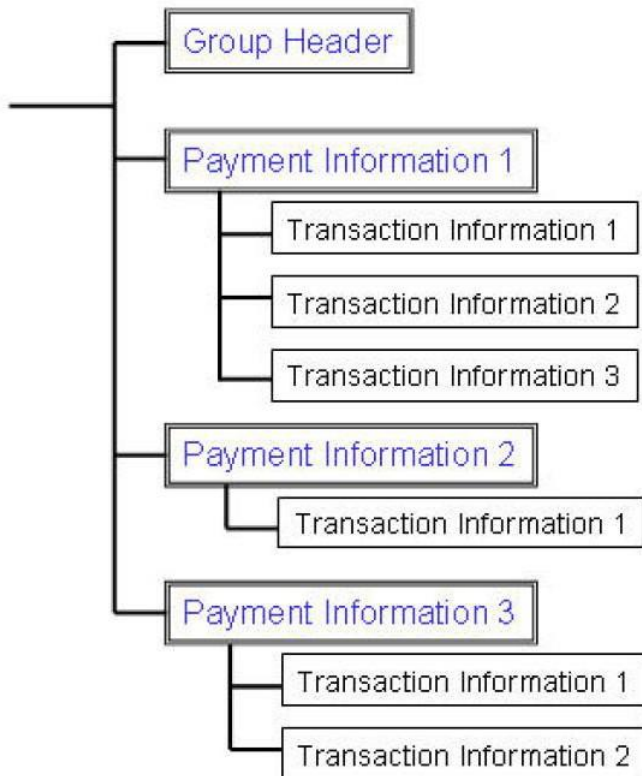 Group Header
Payment Information 1
Transaction Information 1
Transaction Information 2
Transaction Information 3
Payment Information 2
Transaction Information 1
Payment Information 3
Transaction Information 1
Transaction Information 2